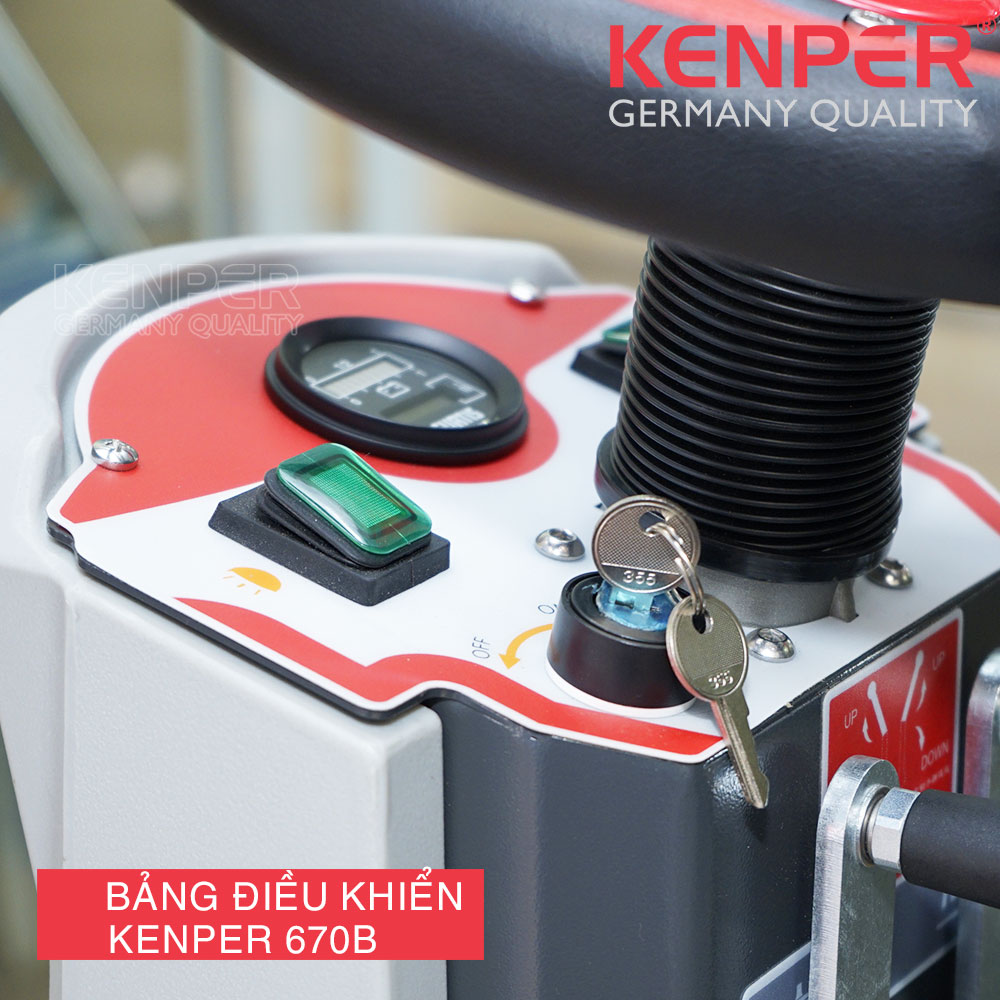 KENPER®
GERMANY QUALITY
KENPER
GERMANY QUALITY
355
355
ON
OFF
UP
UP
DOWN
BẢNG ĐIỀU KHIỂN
KENPER 670B